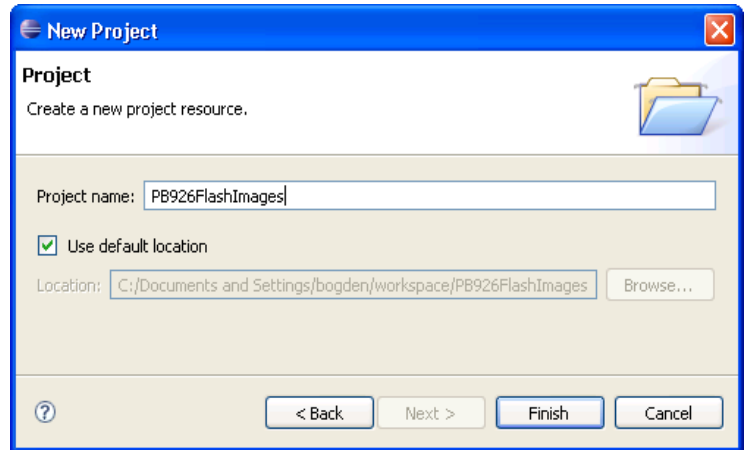 New Project
Project
Create a new project resource.
Project name: PB926FlashImages
Use default location
Location: C:/Documents and Settings/bogden/workspace/PB926FlashImages Browse...
? < Back Next > Finish Cancel